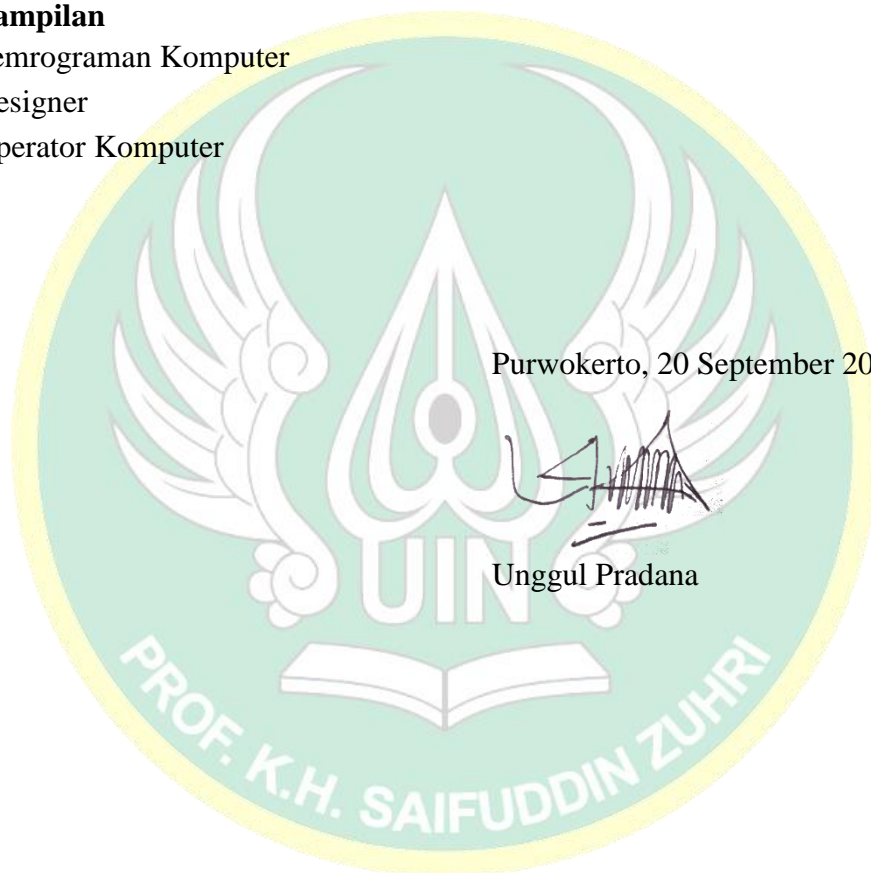 ampilan
emrograman Komputer
esigner
perator Komputer
Purwokerto, 20 September 20
Unggul Pradana
UIN
PROF. K.H. SAIFUDDIN ZUHRI